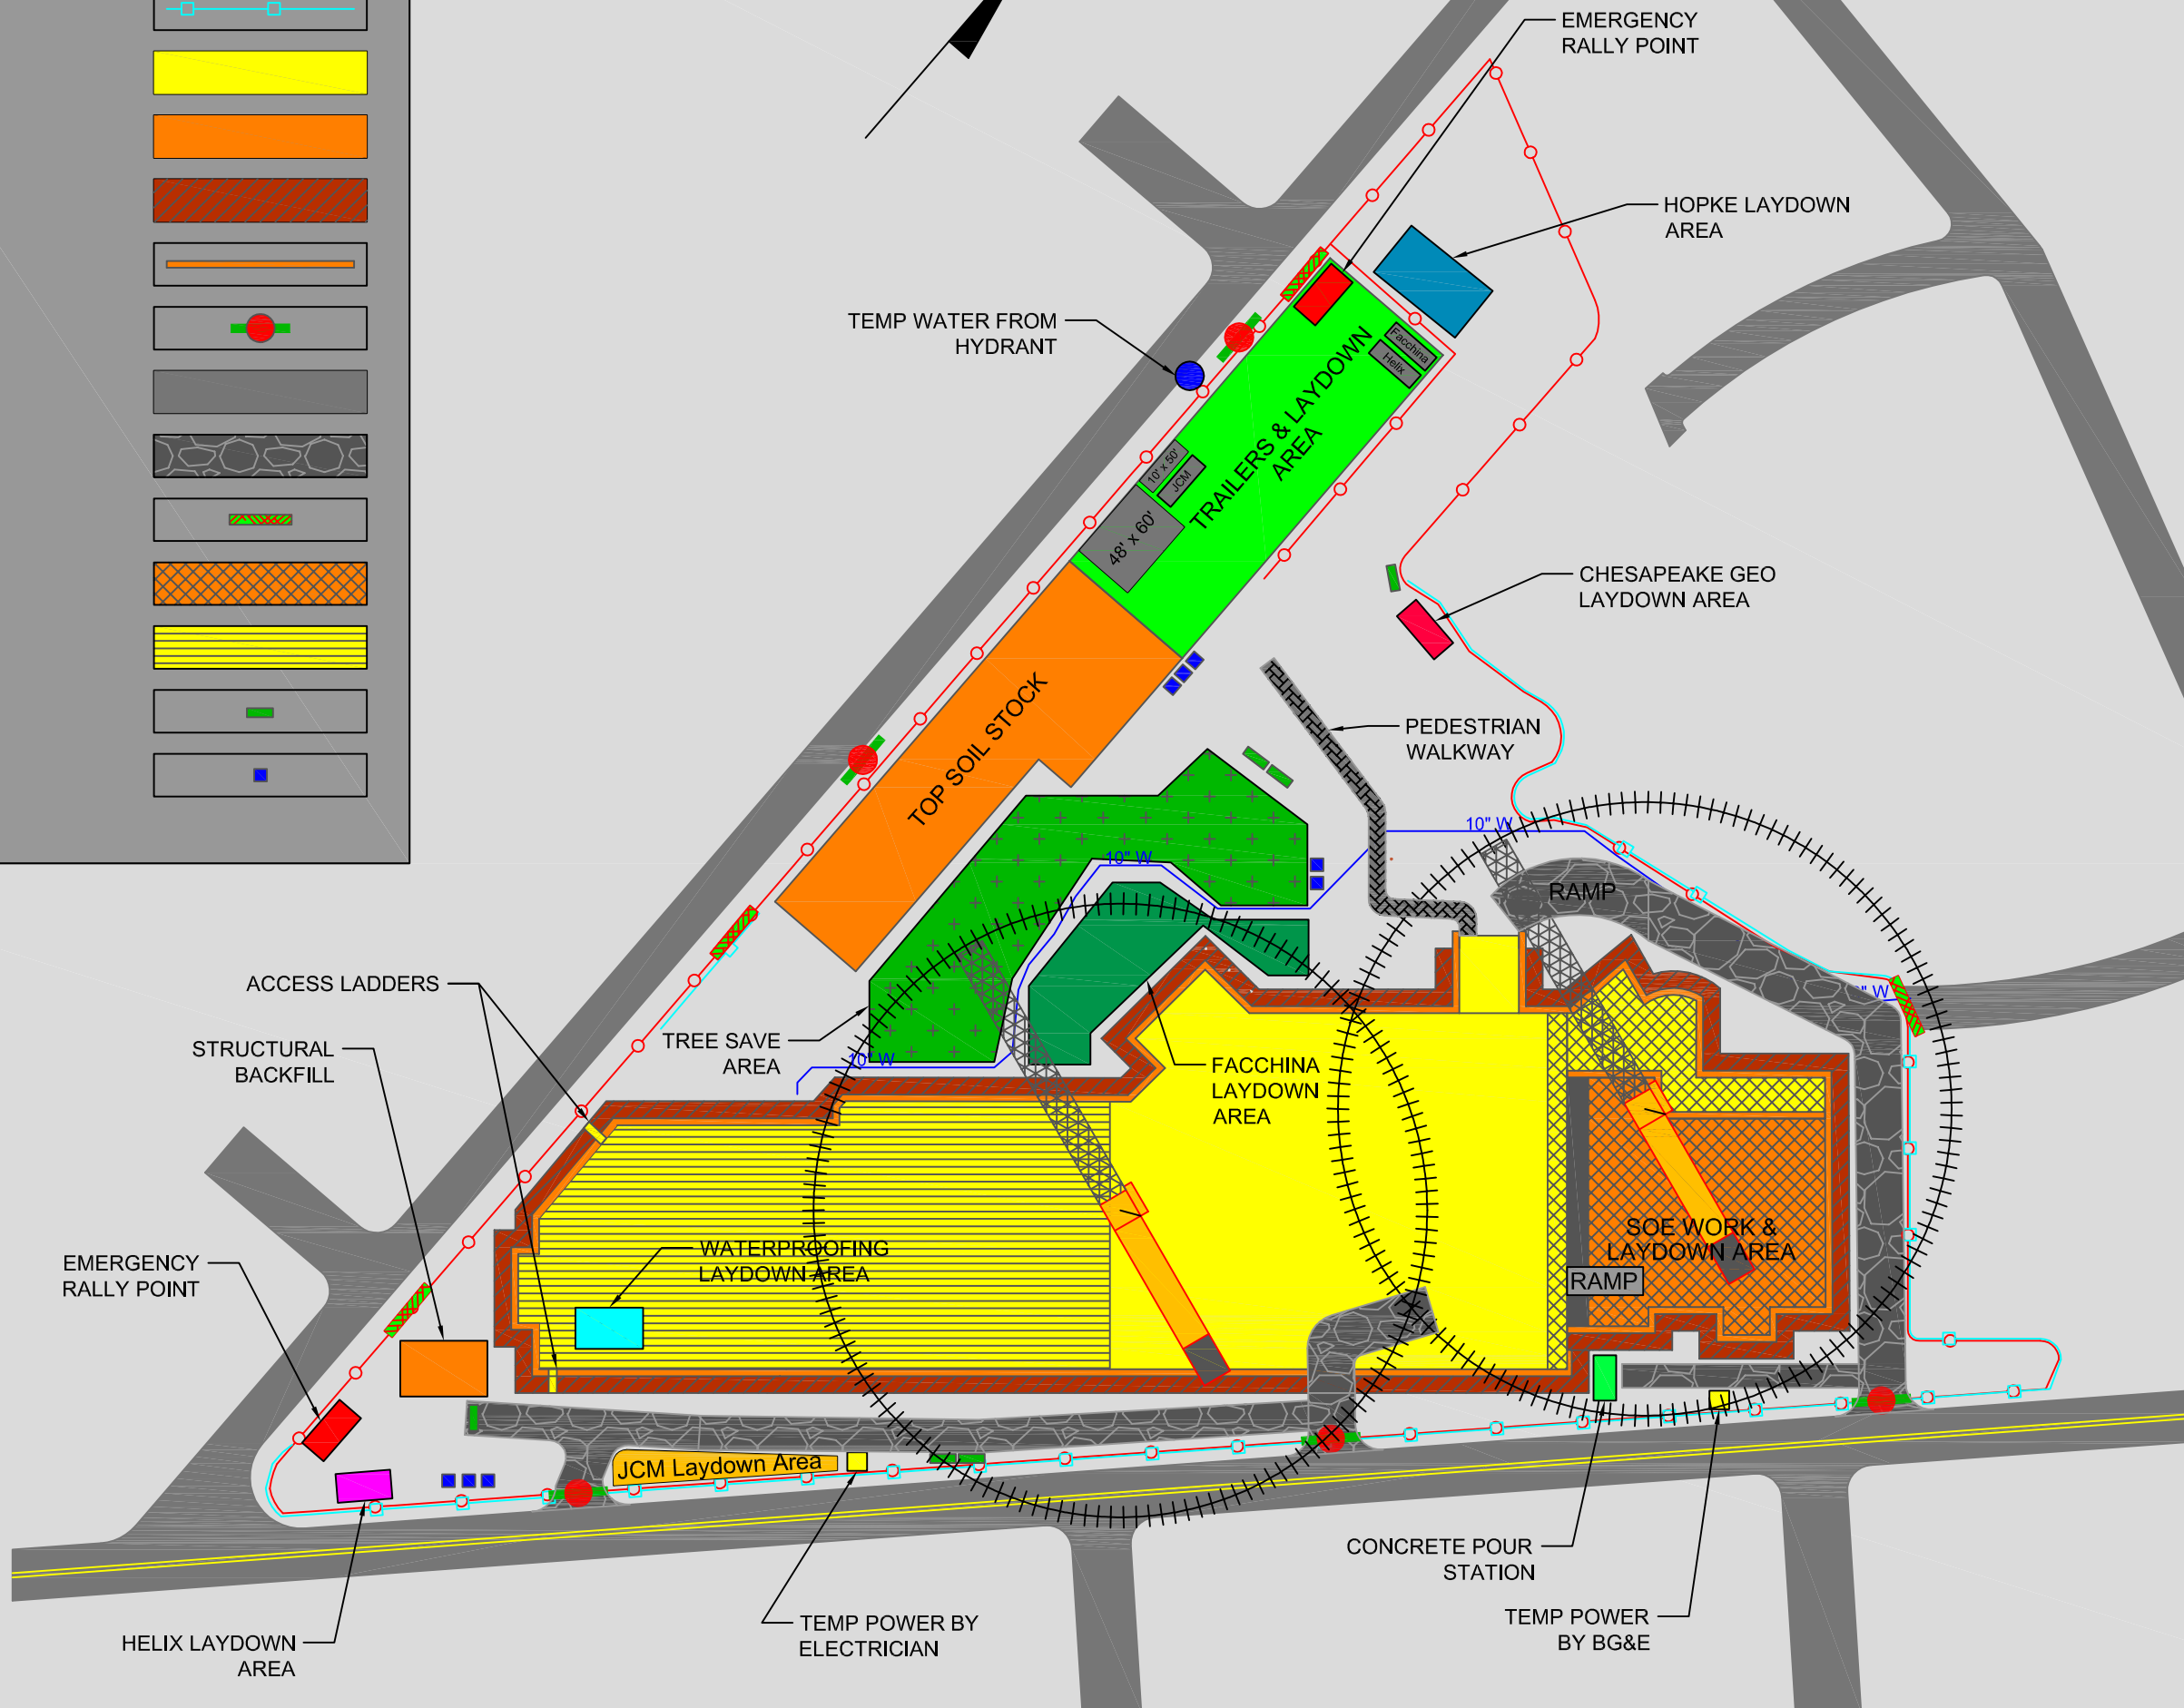 EMERGENCY
RALLY POINT
HOPKE LAYDOWN
AREA
TEMP WATER FROM
HYDRANT
Facchina
Helix
TRAILERS & LAYDOWN
AREA
10' x 50'
JCM
48' x 60'
CHESAPEAKE GEO
LAYDOWN AREA
TOP SOIL STOCK
PEDESTRIAN
WALKWAY
10" W
10" W
RAMP
ACCESS LADDERS
" W
TREE SAVE
AREA
10" W
STRUCTURAL
BACKFILL
FACCHINA
LAYDOWN
AREA
SOE WORK &
LAYDOWN AREA
WATERPROOFING
LAYDOWN AREA
EMERGENCY
RALLY POINT
RAMP
JCM Laydown Area
CONCRETE POUR
STATION
TEMP POWER BY
ELECTRICIAN
TEMP POWER
BY BG&E
HELIX LAYDOWN
AREA